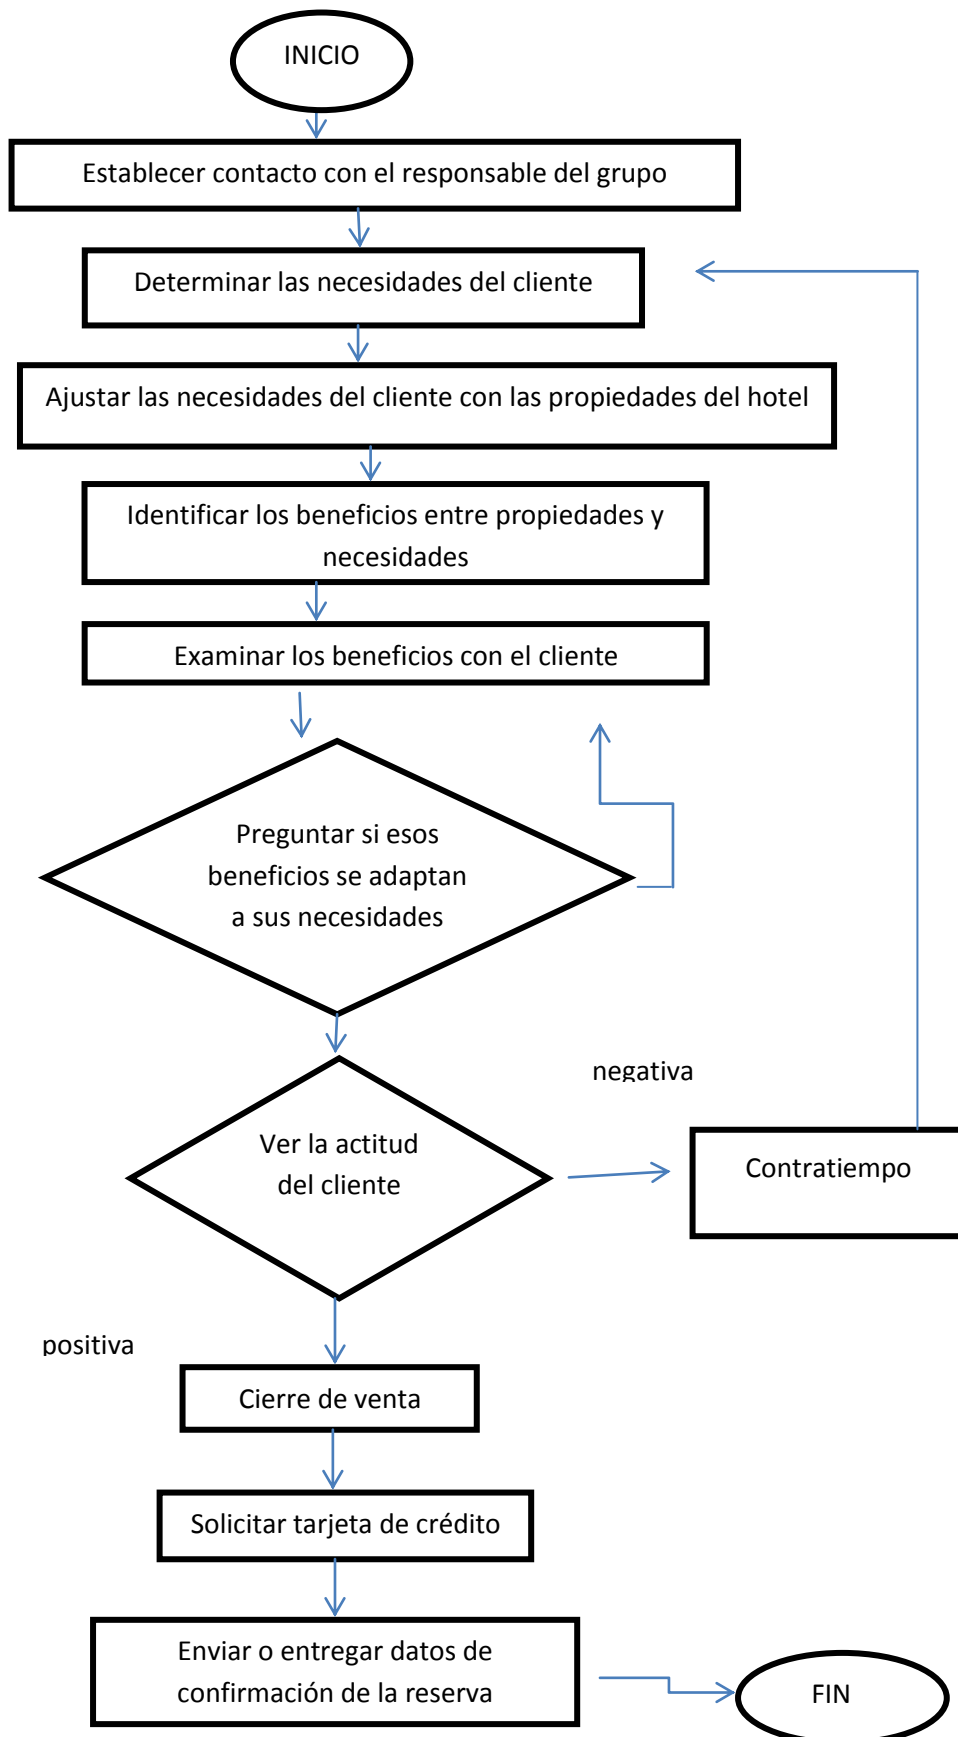 INICIO
Establecer contacto con el responsable del grupo
Determinar las necesidades del cliente
Ajustar las necesidades del cliente con las propiedades del hotel
Identificar los beneficios entre propiedades y
necesidades
Examinar los beneficios con el cliente
Preguntar si esos
beneficios se adaptan
a sus necesidades
negativa
Ver la actitud
del cliente
Contratiempo
positiva
Cierre de venta
Solicitar tarjeta de crédito
Enviar o entregar datos de
confirmación de la reserva
FIN